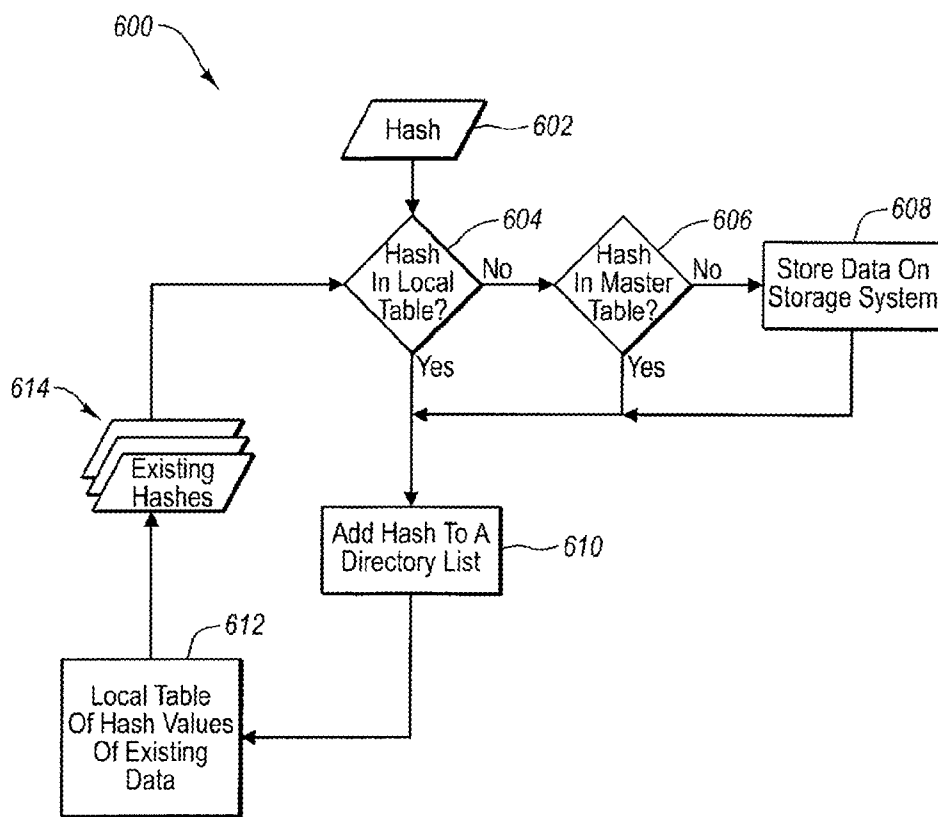 600
Hash
602
604
Hash
In Local
Table?
No
Yes
606
Hash
In Master
Table?
No
Yes
608
Store Data On
Storage System
614
Existing
Hashes
Add Hash To A
Directory List
610
612
Local Table
Of Hash Values
Of Existing
Data